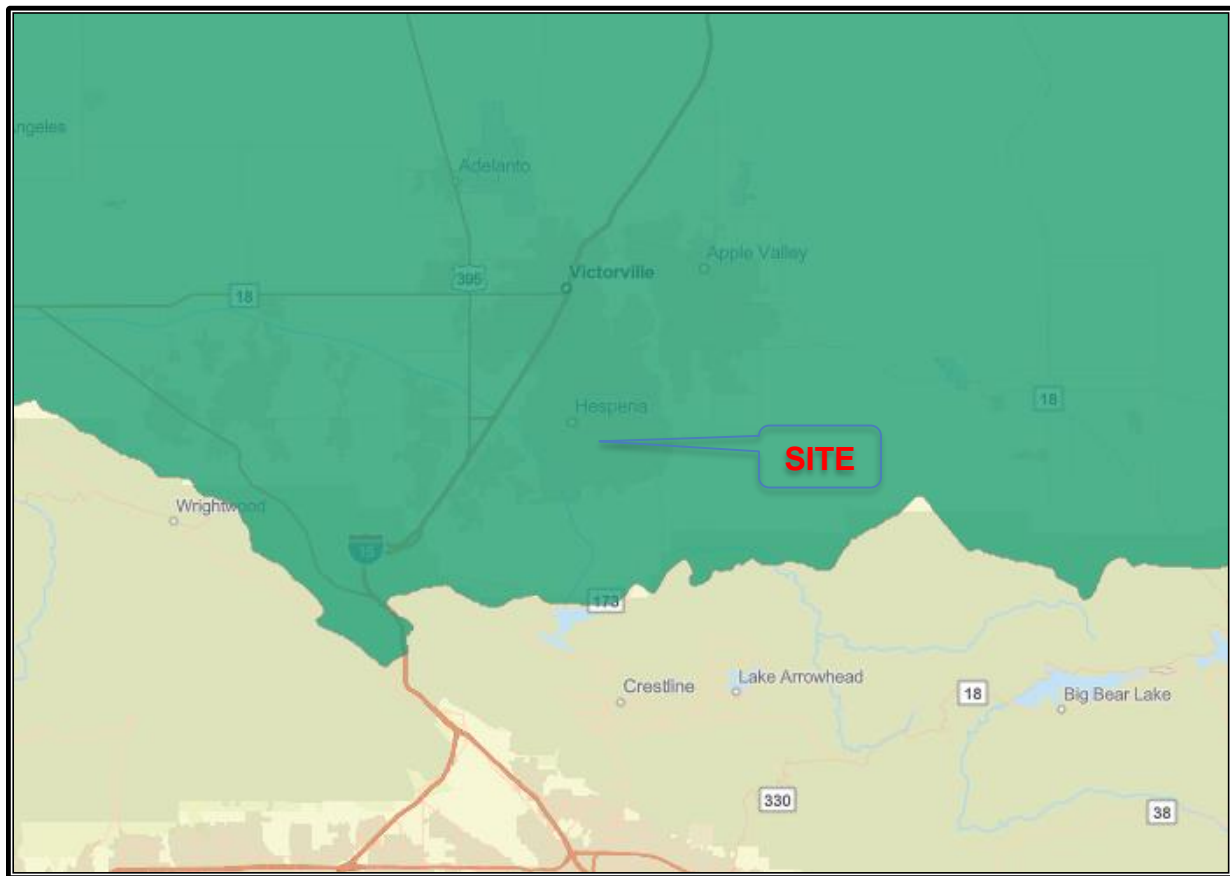 ngeles
Adelanto
Apple Valley
Victorville
395
18
18
Hesperia
SITE
Wrightwood
15
173
Crestline
Lake Arrowhead
18
Big Bear Lake
330
38